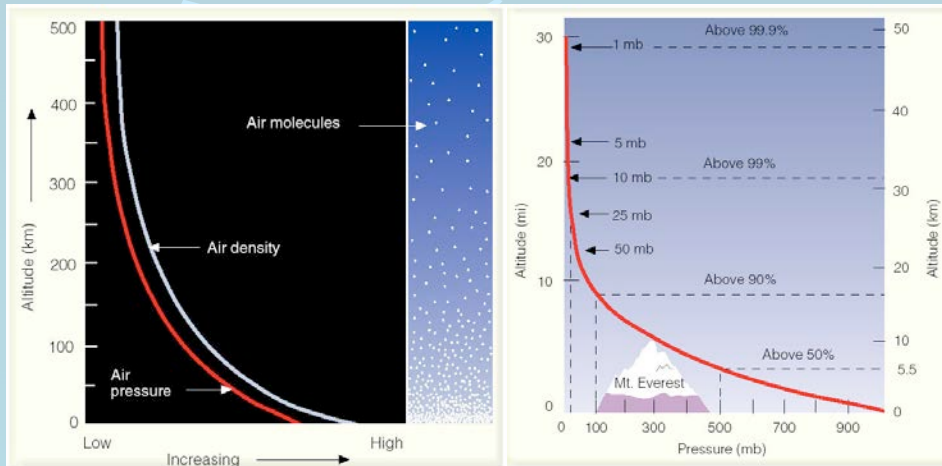 500
400
300
200
100
0
Altitude (km)
Air molecules
Air density
Air
pressure
Low
High
Increasing
30
20
10
0
Altitude (mi)
Above 99.9%
1 mb
5 mb
Above 99%
10 mb
25 mb
50 mb
Above 90%
Above 50%
Mt. Everest
50
40
30
20
10
5.5
0
Altitude (km)
0 100 300 500 700 900
Pressure (mb)